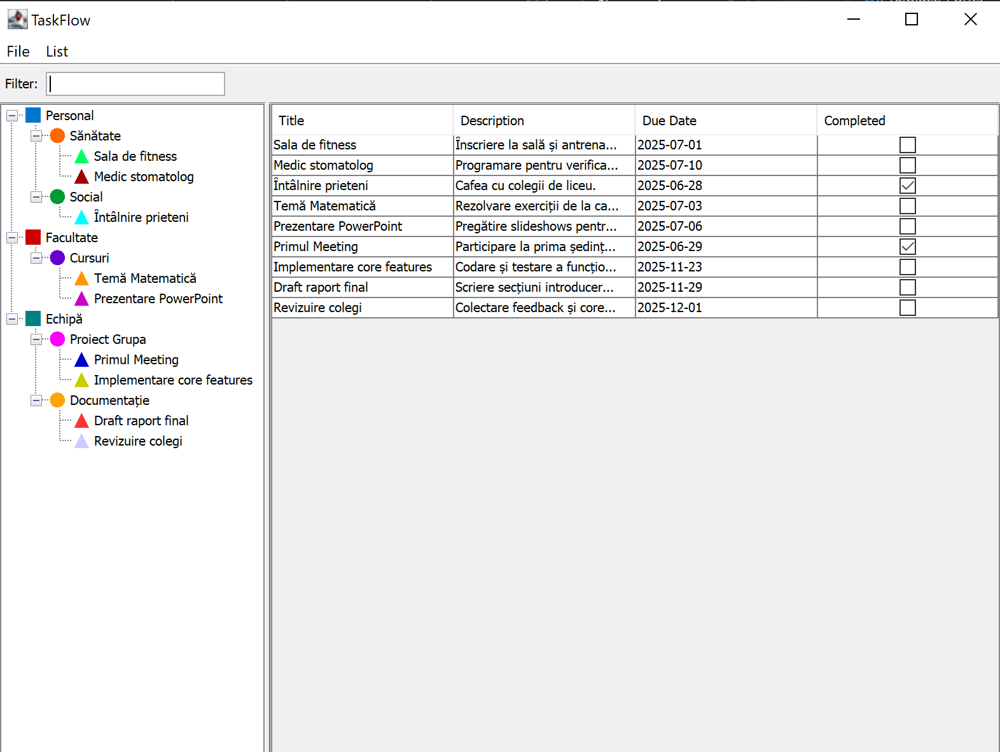 TaskFlow
File List
Filter:
Personal
Sănătate
Sala de fitness
Medic stomatolog
Social
Întâlnire prieteni
Facultate
Cursuri
Temă Matematică
Prezentare PowerPoint
Echipă
Proiect Grupa
Primul Meeting
Implementare core features
Documentație
Draft raport final
Revizuire colegi
Title Description Due Date Completed
Sala de fitness Înscriere la sală și antrena... 2025-07-01
Medic stomatolog Programare pentru verifica... 2025-07-10
Întâlnire prieteni Cafea cu colegii de liceu. 2025-06-28
Temă Matematică Rezolvare exerciții de la ca... 2025-07-03
Prezentare PowerPoint Pregătire slideshows pentr... 2025-07-06
Primul Meeting Participare la prima ședinț... 2025-06-29
Implementare core features Codare și testare a funcțio... 2025-11-23
Draft raport final Scriere secțiuni introducer... 2025-11-29
Revizuire colegi Colectare feedback și core... 2025-12-01